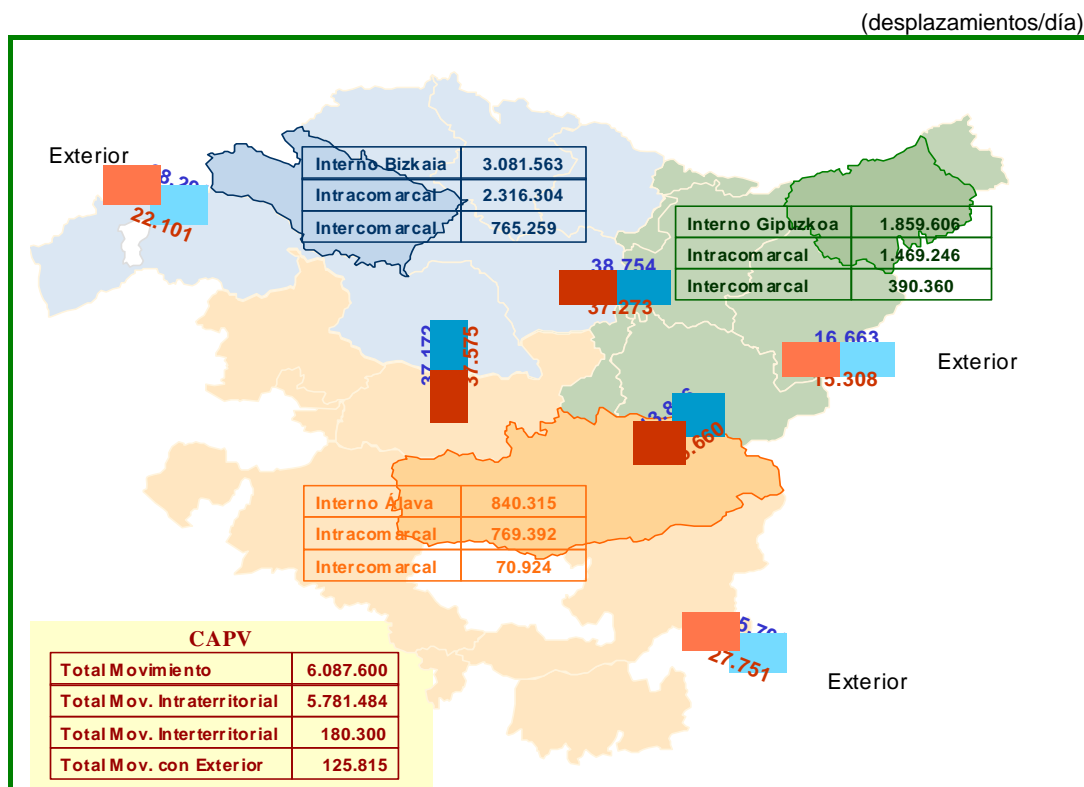 (desplazamientos/día)
Exterior
22.101
Interno Bizkaia 3.081.563
Intracomarcal 2.316.304
Intercomarcal 765.259
Interno Gipuzkoa 1.859.606
Intracomarcal 1.469.246
Intercomarcal 390.360
38.754
37.273
37.172
37.575
16.663
15.308
Exterior
Interno Álava 840.315
Intracomarcal 769.392
Intercomarcal 70.924
27.751
Exterior
CAPV
Total Movimiento 6.087.600
Total Mov. Intraterritorial 5.781.484
Total Mov. Interterritorial 180.300
Total Mov. con Exterior 125.815